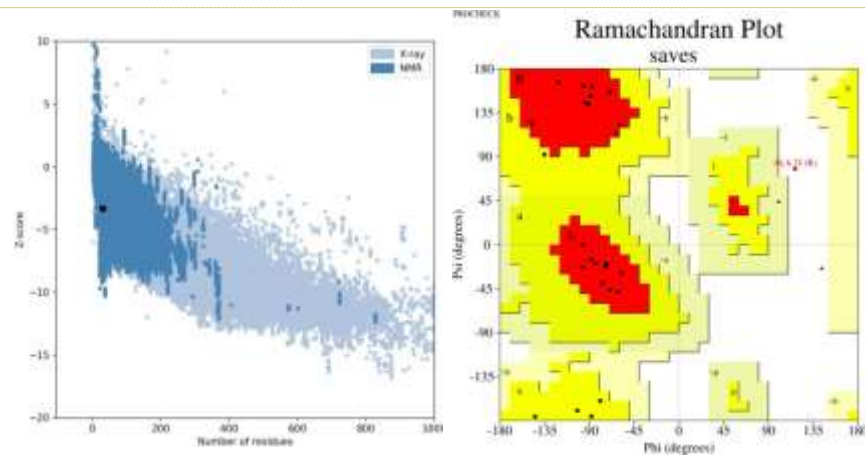 PROCHECK
Ramachandran Plot
saves
X-ray
NMR
10
5
0
-5
-10
-15
-20
Z-score
0
200
400
600
800
1000
Number of residues
180
135
90
45
0
-45
-90
-135
Psi (degrees)
B
b
a
-180
-135
-90
-45
0
45
90
135
180
Phi (degrees)